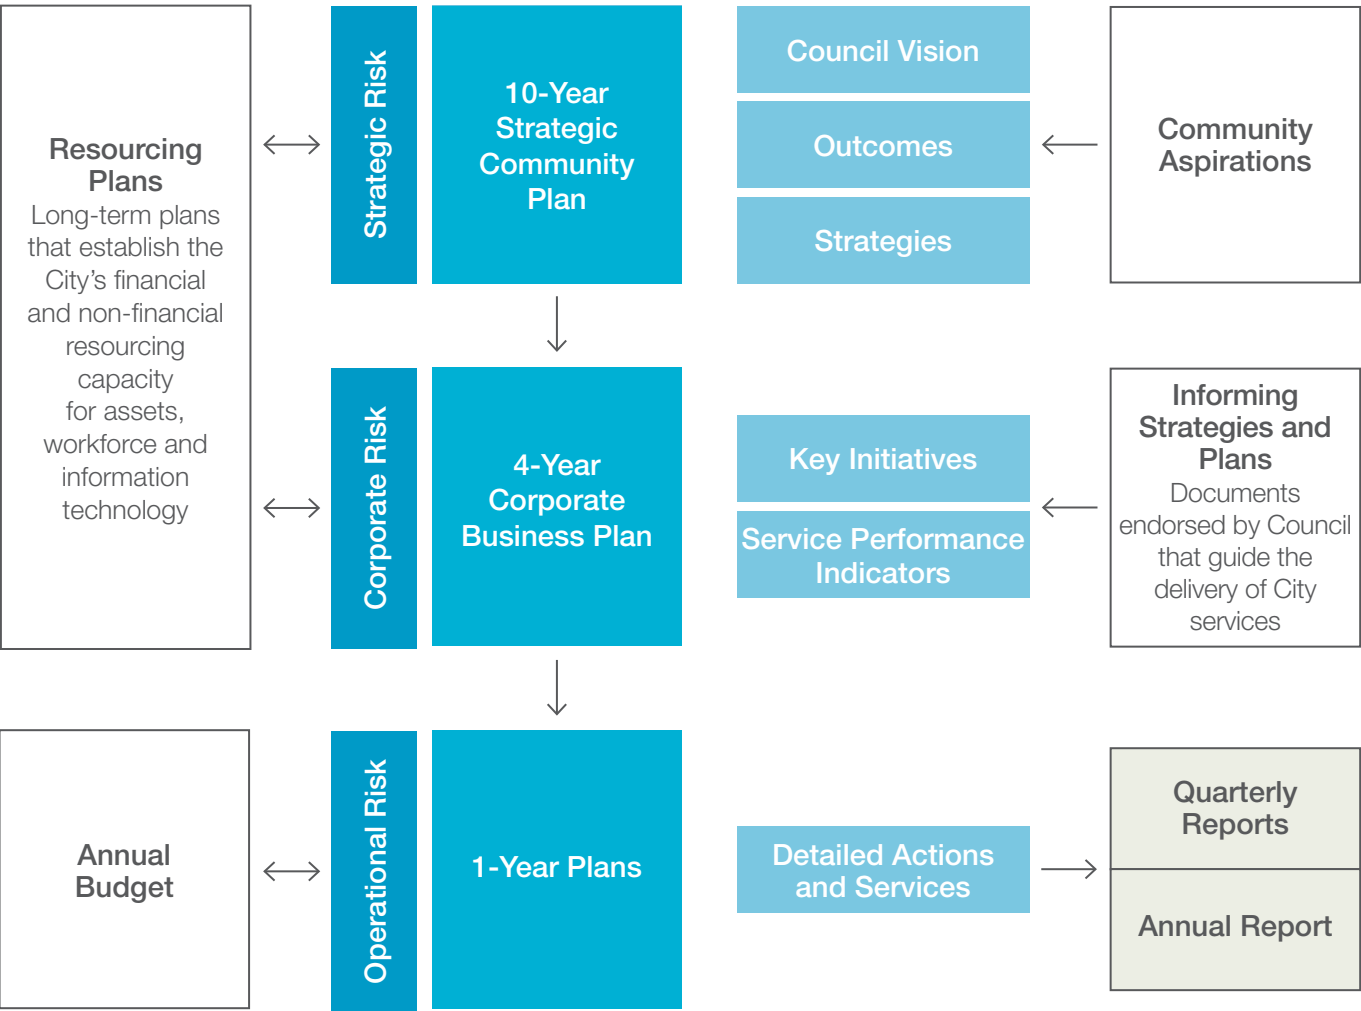 Resourcing
Plans
Long-term plans
that establish the
City’s financial
and non-financial
resourcing
capacity
for assets,
workforce and
information
technology
Strategic Risk
10-Year
Strategic
Community
Plan
Council Vision
Outcomes
Strategies
Community
Aspirations
Corporate Risk
4-Year
Corporate
Business Plan
Key Initiatives
Service Performance
Indicators
Informing
Strategies and
Plans
Documents
endorsed by Council
that guide the
delivery of City
services
Annual
Budget
Operational Risk
1-Year Plans
Detailed Actions
and Services
Quarterly
Reports
Annual Report